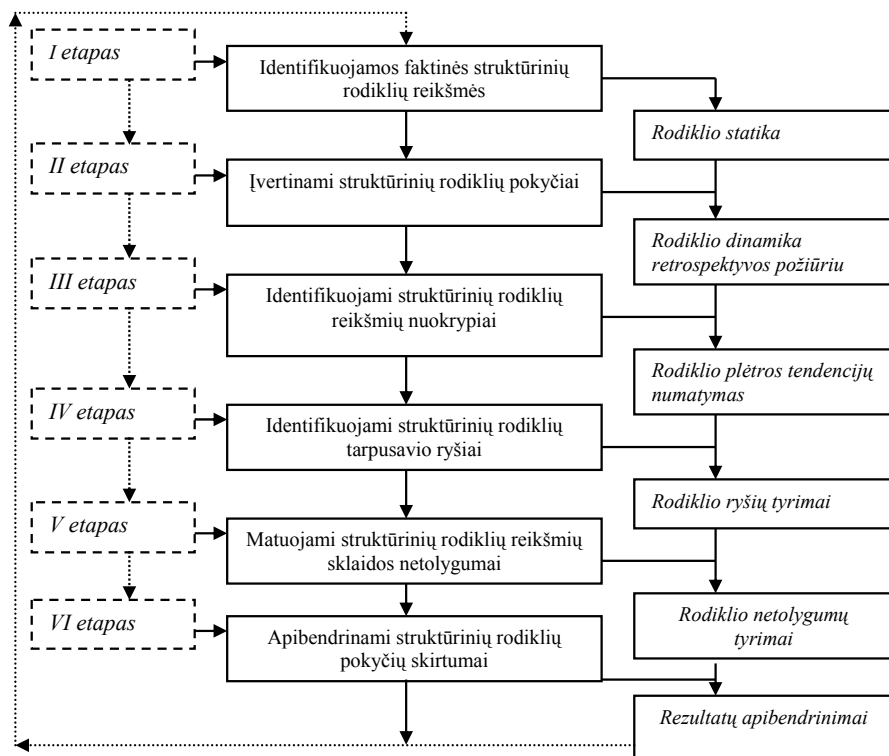 I etapas
Identifikuojamos faktinės struktūrinių
rodiklių reikšmės
Rodiklio statika
II etapas
Įvertinami struktūrinių rodiklių pokyčiai
Rodiklio dinamika
retrospektyvos požiūriu
III etapas
Identifikuojami struktūrinių rodiklių
reikšmių nuokrypiai
Rodiklio plėtros tendencijų
numatymas
IV etapas
Identifikuojami struktūrinių rodiklių
tarpusavio ryšiai
Rodiklio ryšių tyrimai
V etapas
Matuojami struktūrinių rodiklių reikšmių
sklaidos netolygumai
Rodiklio netolygumų
tyrimai
VI etapas
Apibendrinami struktūrinių rodiklių
pokyčių skirtumai
Rezultatų apibendrinimai